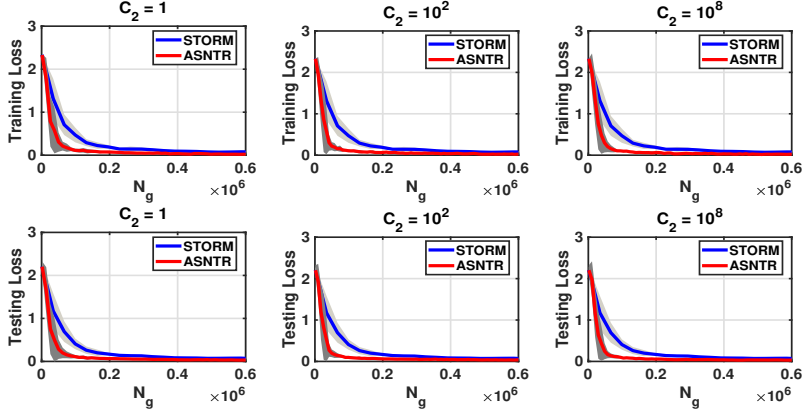 C₂ = 1
C₂ = 10²
C₂ = 10⁸
3
2
1
0
Training Loss
STORM
ASNTR
0 0.2 0.4 0.6
N_g
×10⁶
3
2
1
0
Training Loss
STORM
ASNTR
0 0.2 0.4 0.6
N_g
×10⁶
3
2
1
0
Training Loss
STORM
ASNTR
0 0.2 0.4 0.6
N_g
×10⁶
C₂ = 1
C₂ = 10²
C₂ = 10⁸
3
2
1
0
Testing Loss
STORM
ASNTR
0 0.2 0.4 0.6
N_g
×10⁶
3
2
1
0
Testing Loss
STORM
ASNTR
0 0.2 0.4 0.6
N_g
×10⁶
3
2
1
0
Testing Loss
STORM
ASNTR
0 0.2 0.4 0.6
N_g
×10⁶